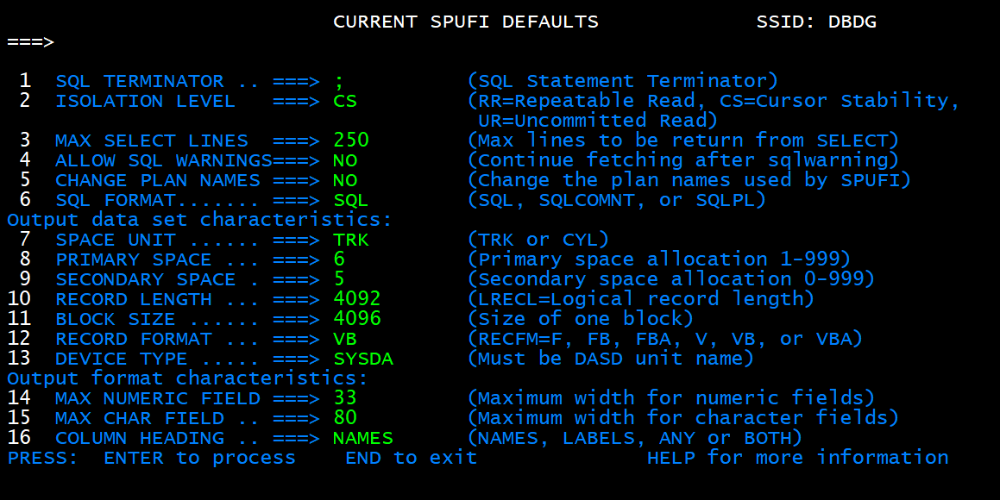 CURRENT SPUFI DEFAULTS SSID: DBDG
===>
1 SQL TERMINATOR .. ===> ; (SQL Statement Terminator)
2 ISOLATION LEVEL ===> CS (RR=Repeatable Read, CS=Cursor Stability,
UR=Uncommitted Read)
3 MAX SELECT LINES ===> 250 (Max lines to be return from SELECT)
4 ALLOW SQL WARNINGS===> NO (Continue fetching after sqlwarning)
5 CHANGE PLAN NAMES ===> NO (Change the plan names used by SPUFI)
6 SQL FORMAT....... ===> SQL (SQL, SQLCOMNT, or SQLPL)
Output data set characteristics:
7 SPACE UNIT ...... ===> TRK (TRK or CYL)
8 PRIMARY SPACE ... ===> 6 (Primary space allocation 1-999)
9 SECONDARY SPACE . ===> 5 (Secondary space allocation 0-999)
10 RECORD LENGTH ... ===> 4092 (LRECL=Logical record length)
11 BLOCK SIZE ...... ===> 4096 (Size of one block)
12 RECORD FORMAT ... ===> VB (RECFM=F, FB, FBA, V, VB, or VBA)
13 DEVICE TYPE ..... ===> SYSDA (Must be DASD unit name)
Output format characteristics:
14 MAX NUMERIC FIELD ===> 33 (Maximum width for numeric fields)
15 MAX CHAR FIELD .. ===> 80 (Maximum width for character fields)
16 COLUMN HEADING .. ===> NAMES (NAMES, LABELS, ANY or BOTH)
PRESS: ENTER to process END to exit HELP for more information